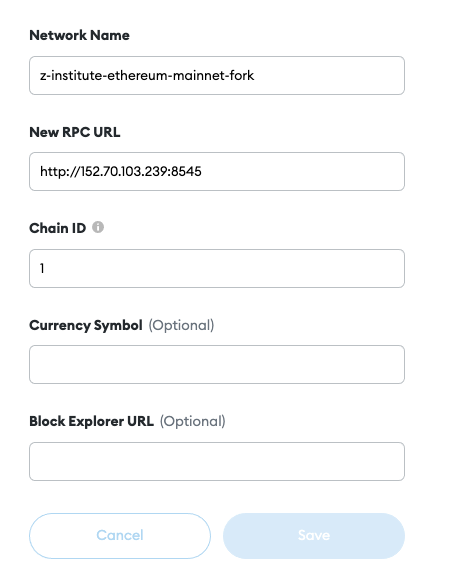 Network Name
z-institute-ethereum-mainnet-fork
New RPC URL
http://152.70.103.239:8545
Chain ID
1
Currency Symbol (Optional)
Block Explorer URL (Optional)
Cancel Save